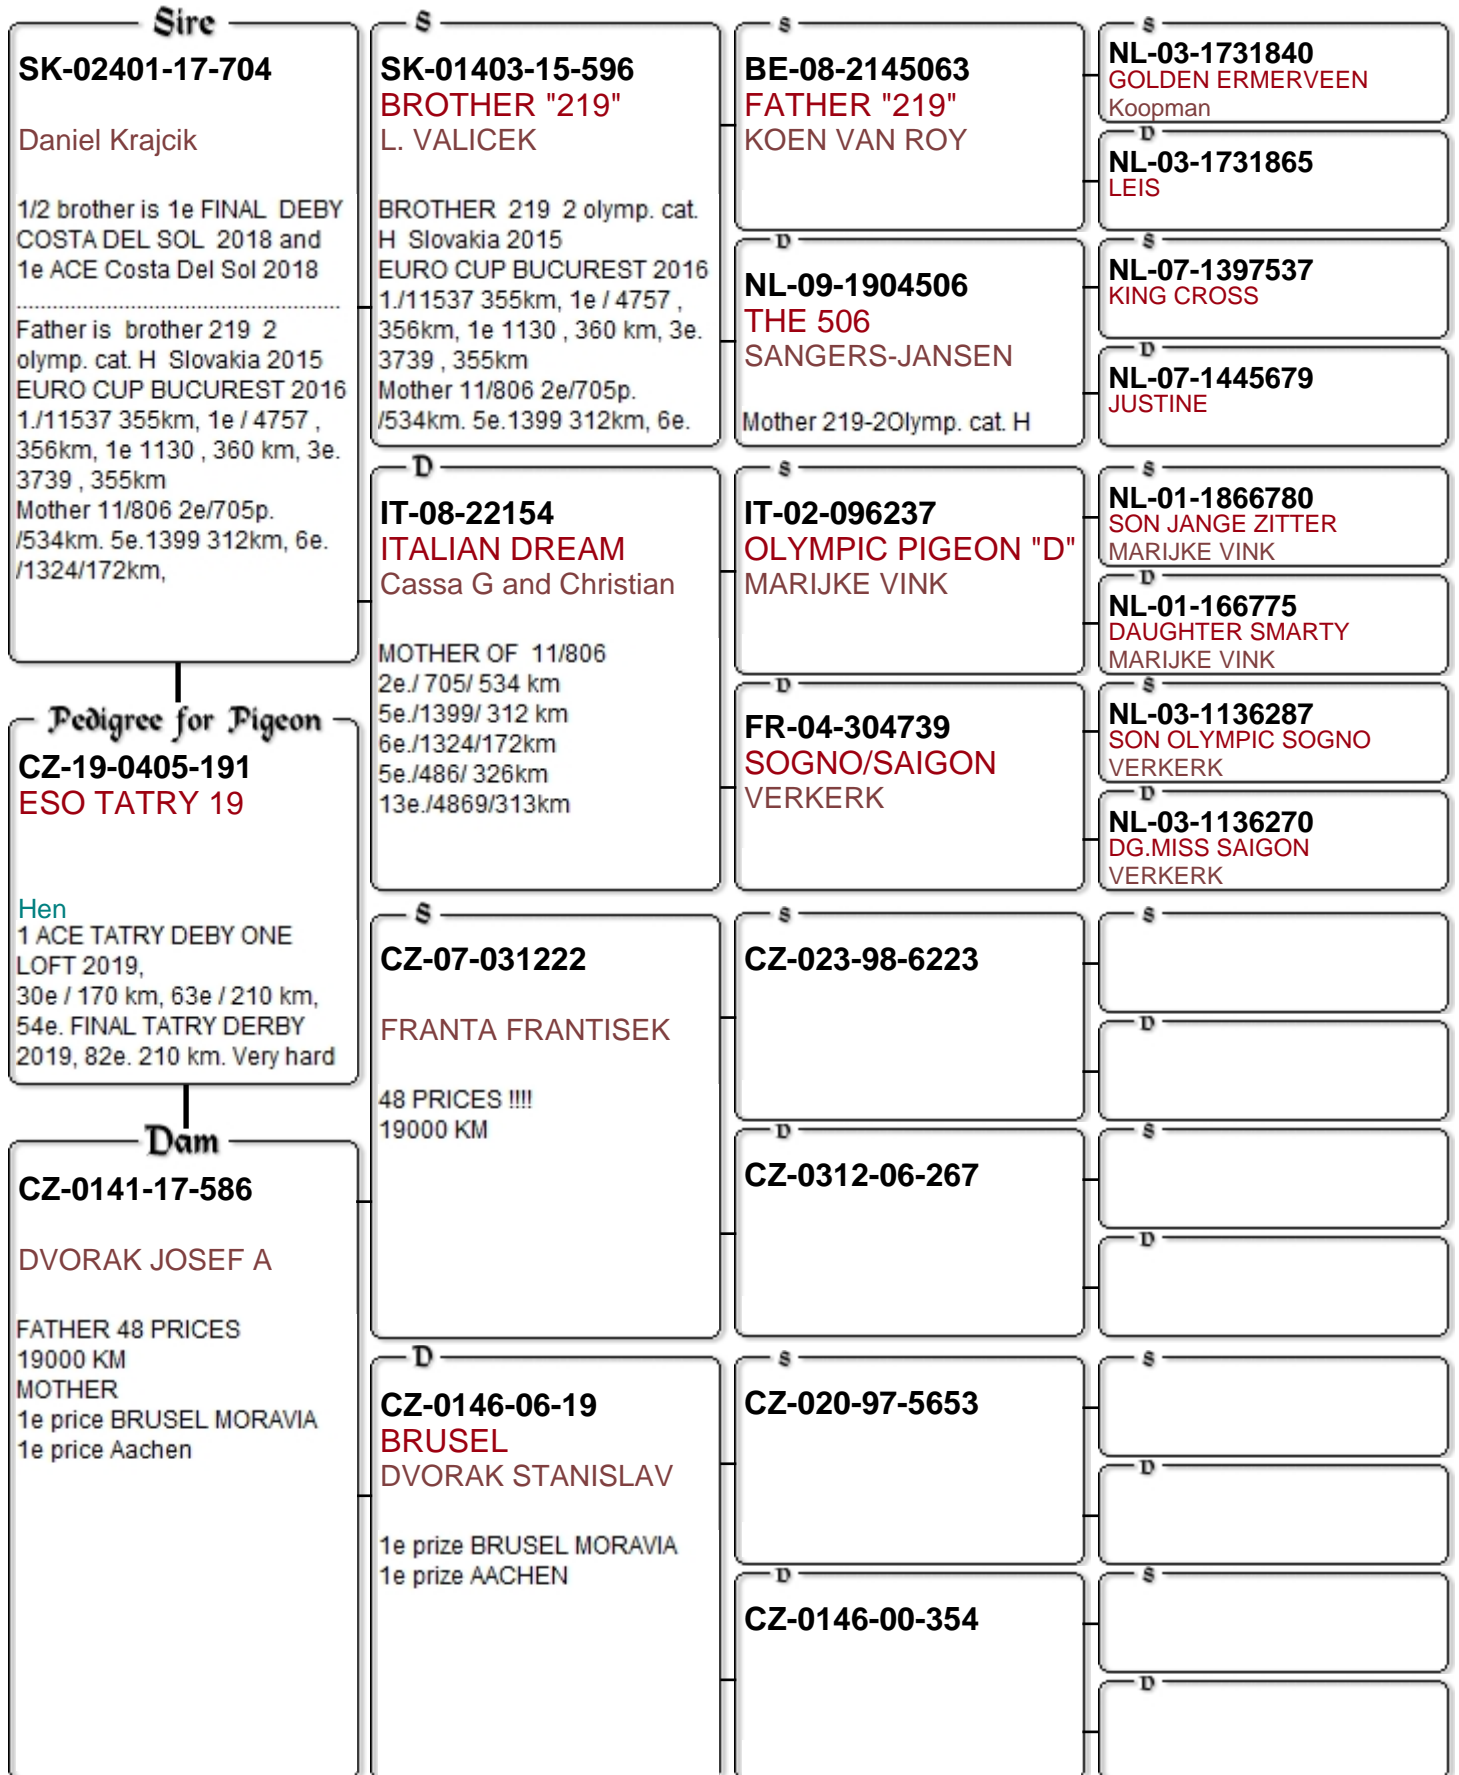 Sire
SK-02401-17-704
Daniel Krajcik
1/2 brother is 1e FINAL DEBY
COSTA DEL SOL 2018 and
1e ACE Costa Del Sol 2018
................................................
Father is brother 219 2
olymp. cat. H Slovakia 2015
EURO CUP BUCUREST 2016
1./11537 355km, 1e / 4757 ,
356km, 1e 1130 , 360 km, 3e.
3739 , 355km
Mother 11/806 2e/705p.
/534km. 5e.1399 312km, 6e.
/1324/172km,
Pedigree for Pigeon
CZ-19-0405-191
ESO TATRY 19
Hen
1 ACE TATRY DEBY ONE
LOFT 2019,
30e / 170 km, 63e / 210 km,
54e. FINAL TATRY DERBY
2019, 82e. 210 km. Very hard
Dam
CZ-0141-17-586
DVORAK JOSEF A
FATHER 48 PRICES
19000 KM
MOTHER
1e price BRUSEL MORAVIA
1e price Aachen
S
SK-01403-15-596
BROTHER "219"
L. VALICEK
BROTHER 219 2 olymp. cat.
H Slovakia 2015
EURO CUP BUCUREST 2016
1./11537 355km, 1e / 4757 ,
356km, 1e 1130 , 360 km, 3e.
3739 , 355km
Mother 11/806 2e/705p.
/534km. 5e.1399 312km, 6e.
D
IT-08-22154
ITALIAN DREAM
Cassa G and Christian
MOTHER OF 11/806
2e./ 705/ 534 km
5e./1399/ 312 km
6e./1324/172km
5e./486/ 326km
13e./4869/313km
S
CZ-07-031222
FRANTA FRANTISEK
48 PRICES !!!!
19000 KM
D
CZ-0146-06-19
BRUSEL
DVORAK STANISLAV
1e prize BRUSEL MORAVIA
1e prize AACHEN
S
BE-08-2145063
FATHER "219"
KOEN VAN ROY
D
NL-09-1904506
THE 506
SANGERS-JANSEN
Mother 219-2Olymp. cat. H
S
IT-02-096237
OLYMPIC PIGEON "D"
MARIJKE VINK
D
FR-04-304739
SOGNO/SAIGON
VERKERK
S
CZ-023-98-6223
D
CZ-0312-06-267
S
CZ-020-97-5653
D
CZ-0146-00-354
S
NL-03-1731840
GOLDEN ERMERVEEN
Koopman
D
NL-03-1731865
LEIS
S
NL-07-1397537
KING CROSS
D
NL-07-1445679
JUSTINE
S
NL-01-1866780
SON JANGE ZITTER
MARIJKE VINK
D
NL-01-166775
DAUGHTER SMARTY
MARIJKE VINK
S
NL-03-1136287
SON OLYMPIC SOGNO
VERKERK
D
NL-03-1136270
DG.MISS SAIGON
VERKERK
S
D
S
D
S
D
S
D